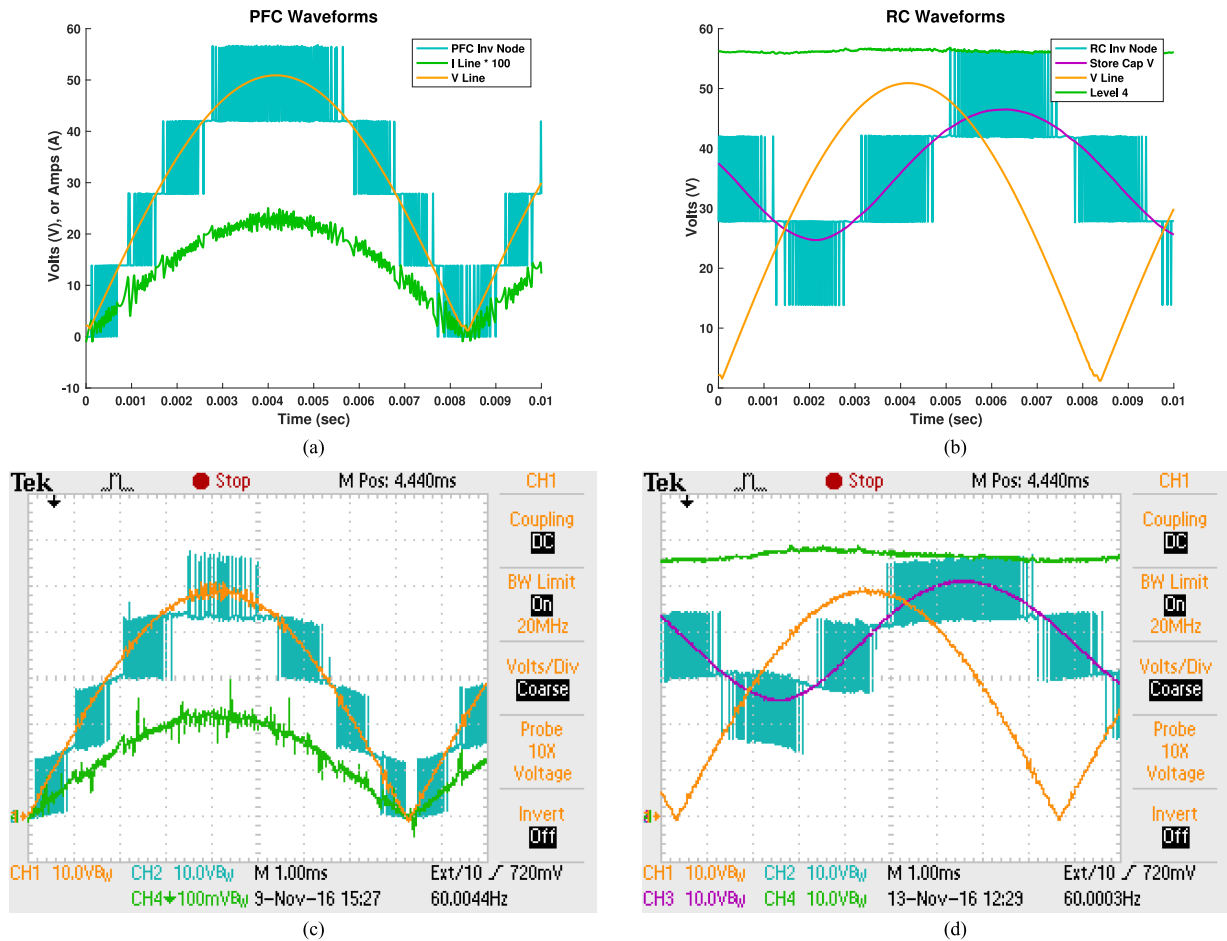 PFC Waveforms
60
50
40
30
20
10
0
-10
Volts (V), or Amps (A)
PFC Inv Node
I Line * 100
V Line
0 0.001 0.002 0.003 0.004 0.005 0.006 0.007 0.008 0.009 0.01
Time (sec)
(a)
RC Waveforms
60
50
40
30
20
10
0
Volts (V)
RC Inv Node
Store Cap V
V Line
Level 4
0 0.001 0.002 0.003 0.004 0.005 0.006 0.007 0.008 0.009 0.01
Time (sec)
(b)
Tek Stop M Pos: 4.440ms CH1
Coupling
DC
BW Limit
On
20MHz
Volts/Div
Coarse
Probe
10X
Voltage
Invert
Off
CH1 10.0VBW CH2 10.0VBW M 1.00ms Ext/10 720mV
CH4 100mVBW 9-Nov-16 15:27 60.0044Hz
(c)
Tek Stop M Pos: 4.440ms CH1
Coupling
DC
BW Limit
On
20MHz
Volts/Div
Coarse
Probe
10X
Voltage
Invert
Off
CH1 10.0VBW CH2 10.0VBW M 1.00ms Ext/10 720mV
CH3 10.0VBW CH4 10.0VBW 13-Nov-16 12:29 60.0003Hz
(d)